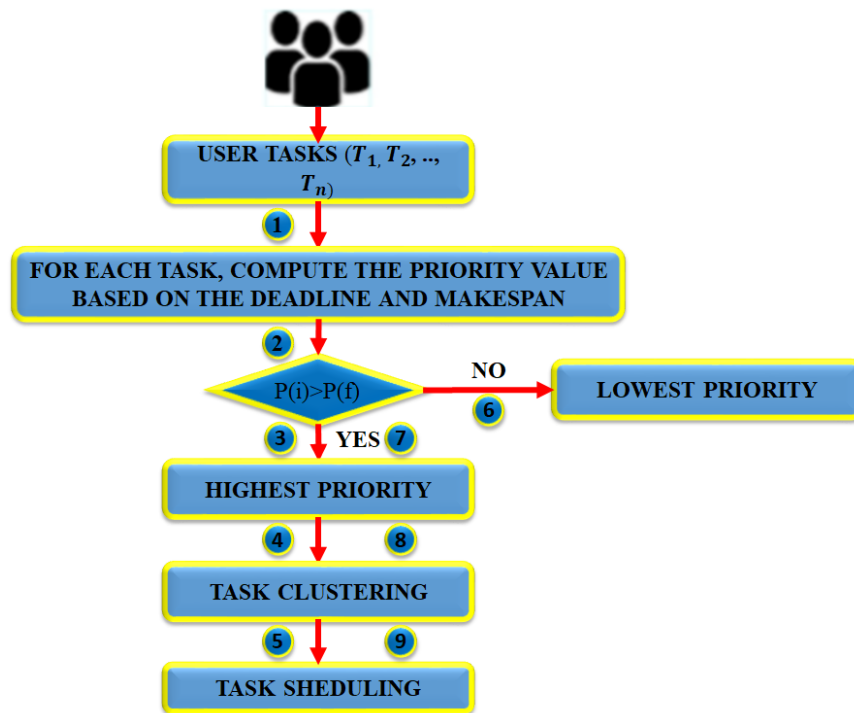 USER TASKS (T₁, T₂, ..,
Tₙ)
1
FOR EACH TASK, COMPUTE THE PRIORITY VALUE
BASED ON THE DEADLINE AND MAKESPAN
2
P(i)>P(f)
NO
6
LOWEST PRIORITY
3
YES
7
HIGHEST PRIORITY
4
8
TASK CLUSTERING
5
9
TASK SHEDULING